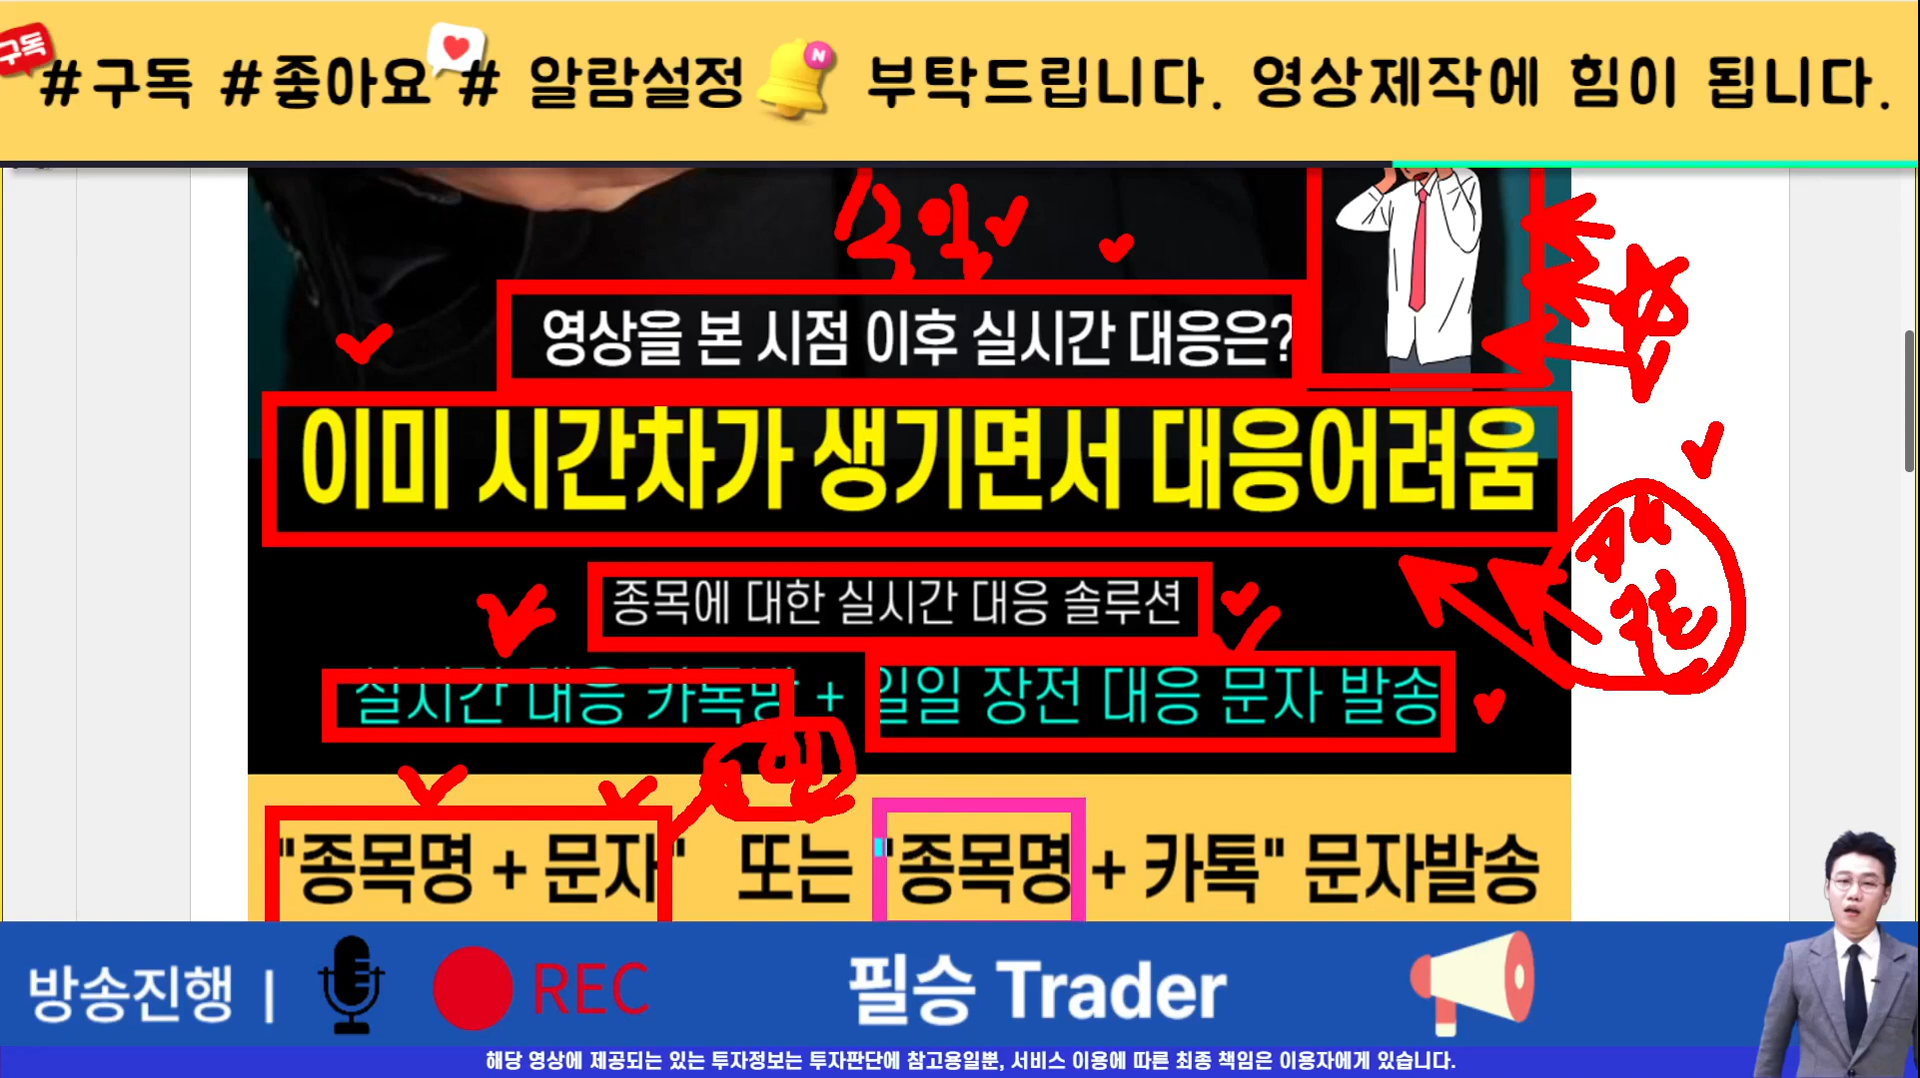 구독
#구독 #좋아요 # 알람설정 N 부탁드립니다. 영상제작에 힘이 됩니다.
영상을 본 시점 이후 실시간 대응은?
이미 시간차가 생기면서 대응어려움
종목에 대한 실시간 대응 솔루션
실시간 대응 카톡방 + 일일 장전 대응 문자 발송
"종목명 + 문자" 또는 "종목명 + 카톡" 문자발송
방송진행 | REC 필승 Trader
해당 영상에 제공되는 있는 투자정보는 투자판단에 참고용일뿐, 서비스 이용에 따른 최종 책임은 이용자에게 있습니다.